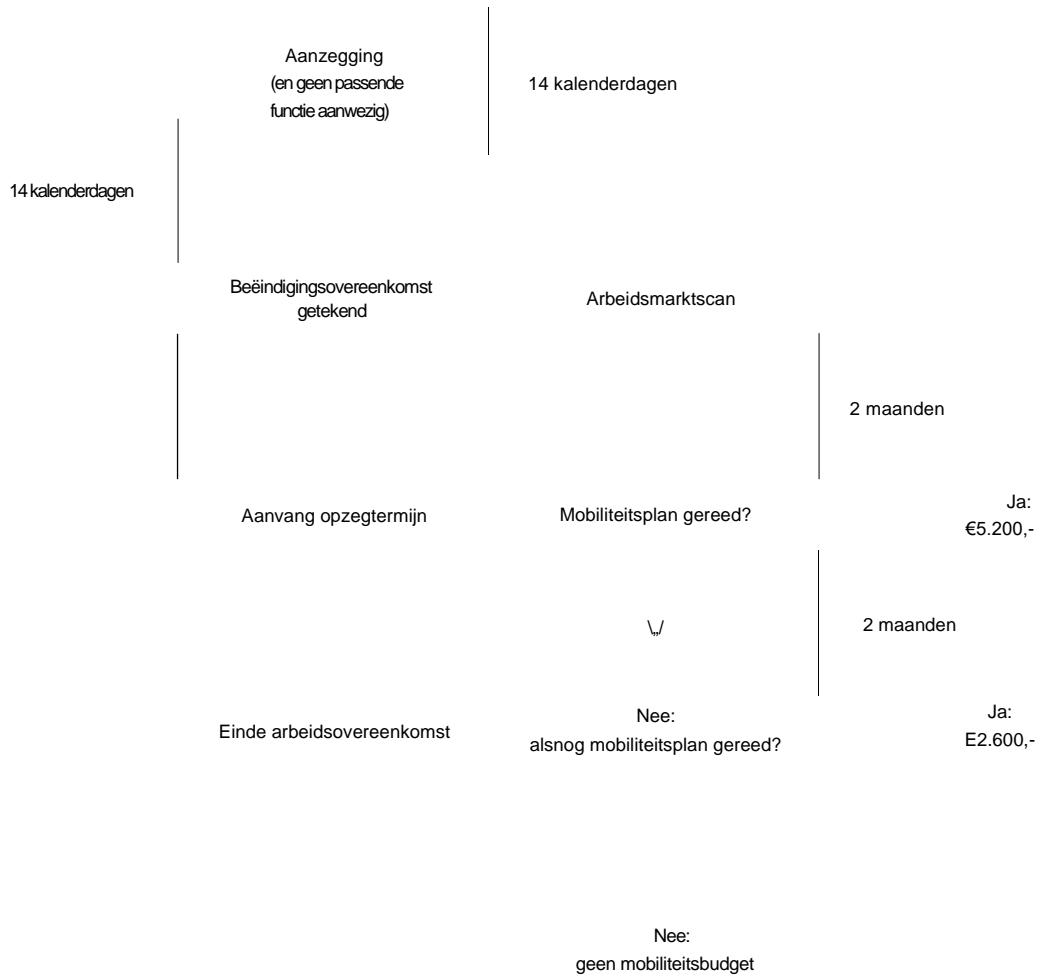 Aanzegging
(en geen passende
functie aanwezig)
14 kalenderdagen
14 kalenderdagen
Beëindigingsovereenkomst
getekend
Arbeidsmarktscan
2 maanden
Aanvang opzegtermijn
Mobiliteitsplan gereed?
Ja:
€5.200,-
\„/
2 maanden
Einde arbeidsovereenkomst
Nee:
alsnog mobiliteitsplan gereed?
Ja:
E2.600,-
Nee:
geen mobiliteitsbudget